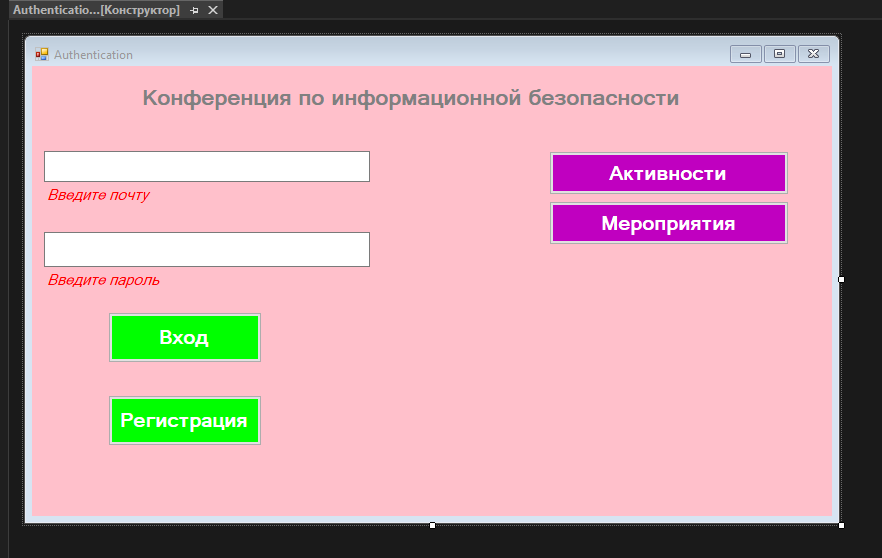 Authenticatio...[Конструктор]
Authentication
Конференция по информационной безопасности
Введите почту
Введите пароль
Вход
Регистрация
Активности
Мероприятия